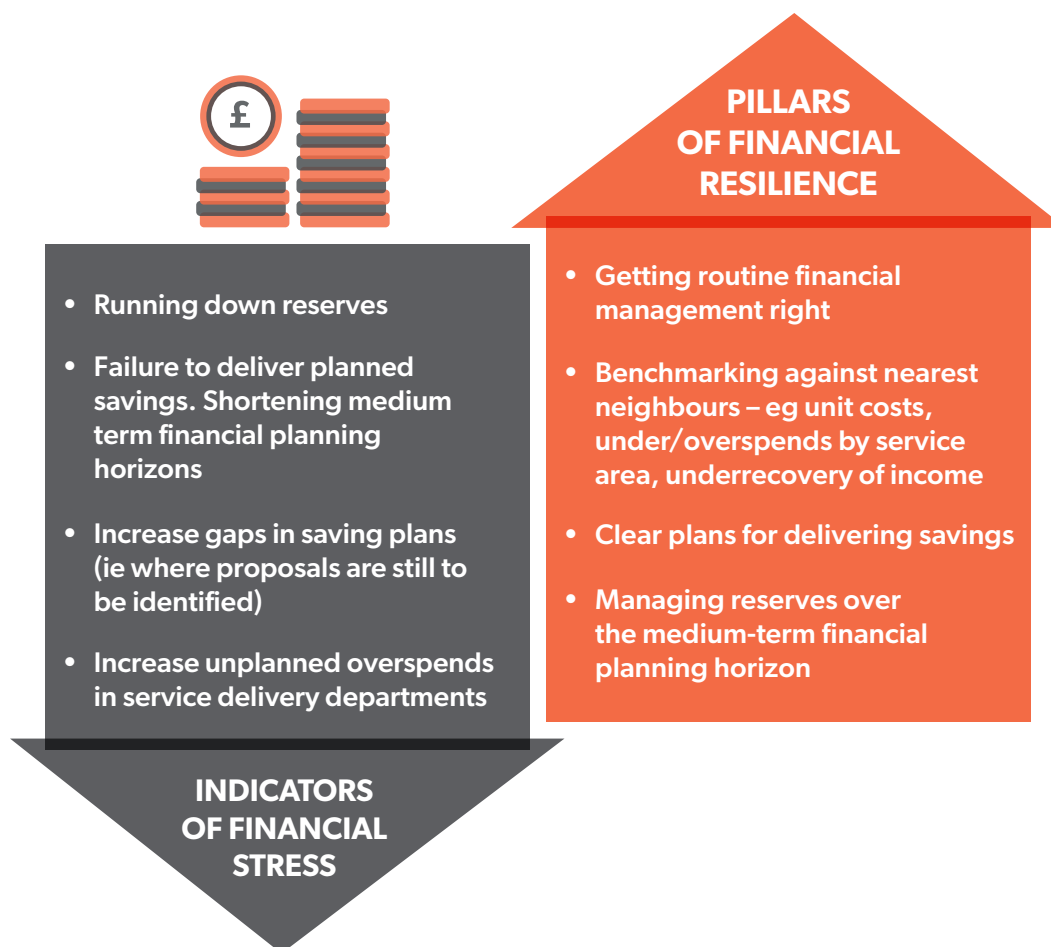 £
• Running down reserves
• Failure to deliver planned
savings. Shortening medium
term financial planning
horizons
• Increase gaps in saving plans
(ie where proposals are still to
be identified)
• Increase unplanned overspends
in service delivery departments
INDICATORS
OF FINANCIAL
STRESS
PILLARS
OF FINANCIAL
RESILIENCE
• Getting routine financial
management right
• Benchmarking against nearest
neighbours – eg unit costs,
under/overspends by service
area, underrecovery of income
• Clear plans for delivering savings
• Managing reserves over
the medium-term financial
planning horizon